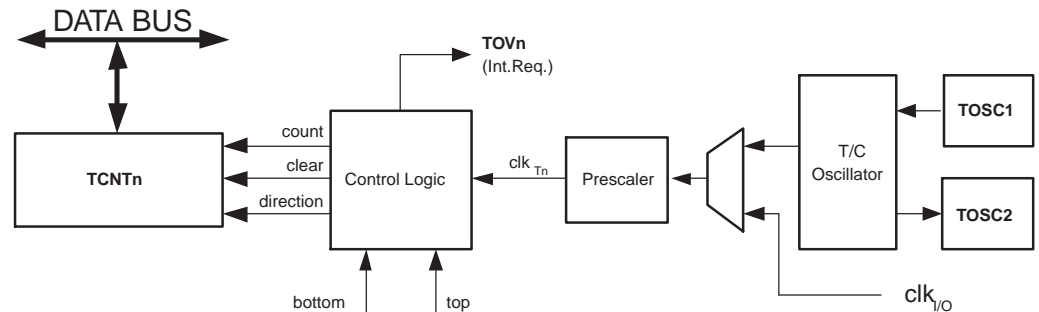 DATA BUS
TOVn
(Int.Req.)
TCNTn
count
clear
direction
Control Logic
clk Tn
Prescaler
T/C
Oscillator
TOSC1
TOSC2
bottom
top
clk I/O